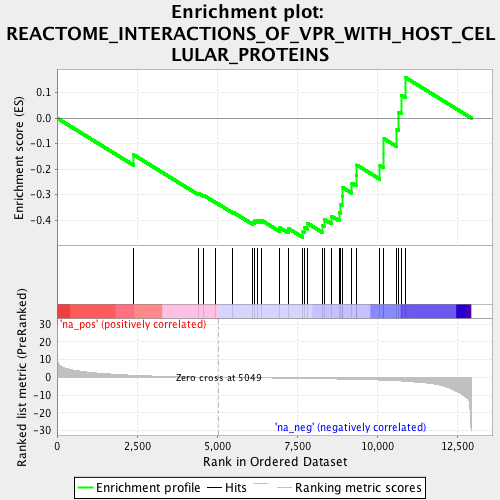 Enrichment plot:
REACTOME_INTERACTIONS_OF_VPR_WITH_HOST_CEL
LULAR_PROTEINS
Enrichment score (ES)
0.1
0.0
-0.1
-0.2
-0.3
-0.4
Ranked list metric (PreRanked)
30
20
10
0
-10
-20
-30
'na_pos' (positively correlated)
Zero cross at 5049
'na_neg' (negatively correlated)
0
2,500
5,000
7,500
10,000
12,500
Rank in Ordered Dataset
Enrichment profile
Hits
Ranking metric scores